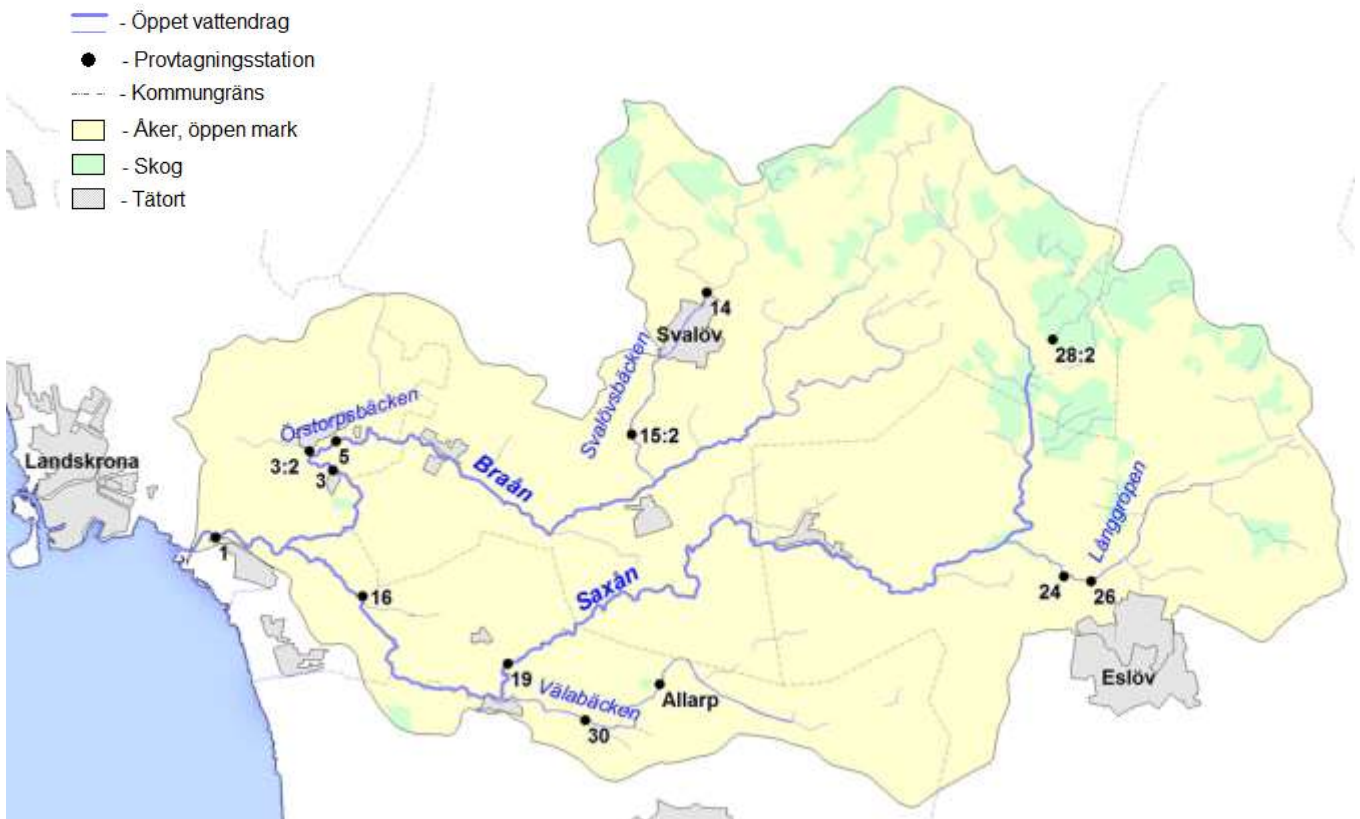 - Öppet vattendrag
- Provtagningsstation
- Kommungräns
- Åker, öppen mark
- Skog
- Tätort
14
Svalöv
28:2
Svalövsbäcken
Örstorpsbäcken
15:2
5
3:2
3
Landskrona
Braån
Långgropen
1
24
26
Saxån
16
19
Välabäcken
Allarp
Eslöv
30